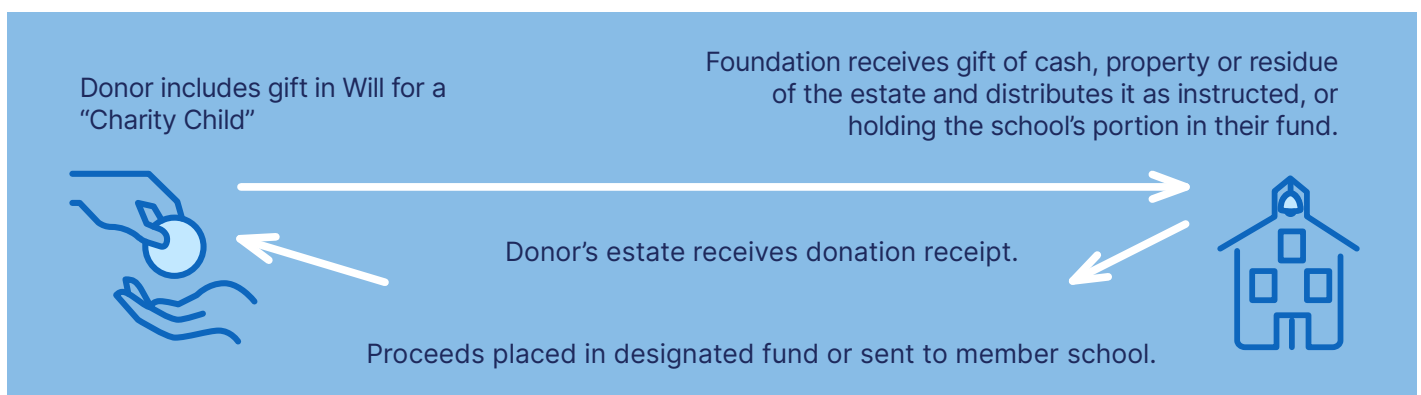 Donor includes gift in Will for a
“Charity Child”
Foundation receives gift of cash, property or residue
of the estate and distributes it as instructed, or
holding the school’s portion in their fund.
Donor’s estate receives donation receipt.
Proceeds placed in designated fund or sent to member school.